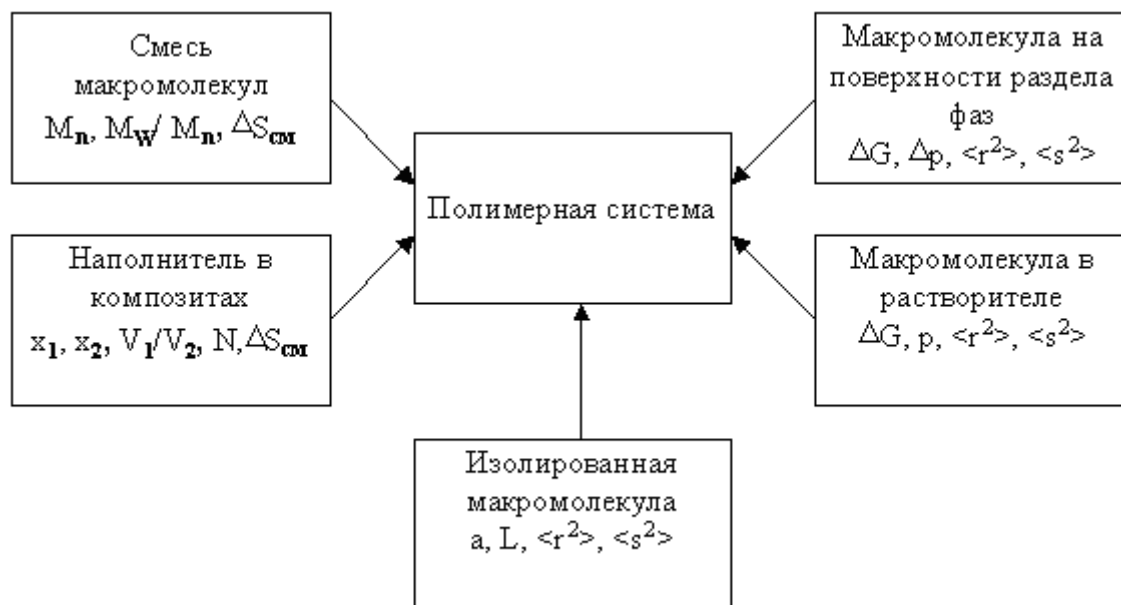 Смесь
макромолекул
Mn, Mw/ Mn, ΔSсм
Макромолекула на
поверхности раздела
фаз
ΔG, Δp, <r²>, <s²>
Полимерная система
Наполнитель в
композитах
x₁, x₂, V₁/V₂, N,ΔSсм
Макромолекула в
растворителе
ΔG, p, <r²>, <s²>
Изолированная
макромолекула
a, L, <r²>, <s²>